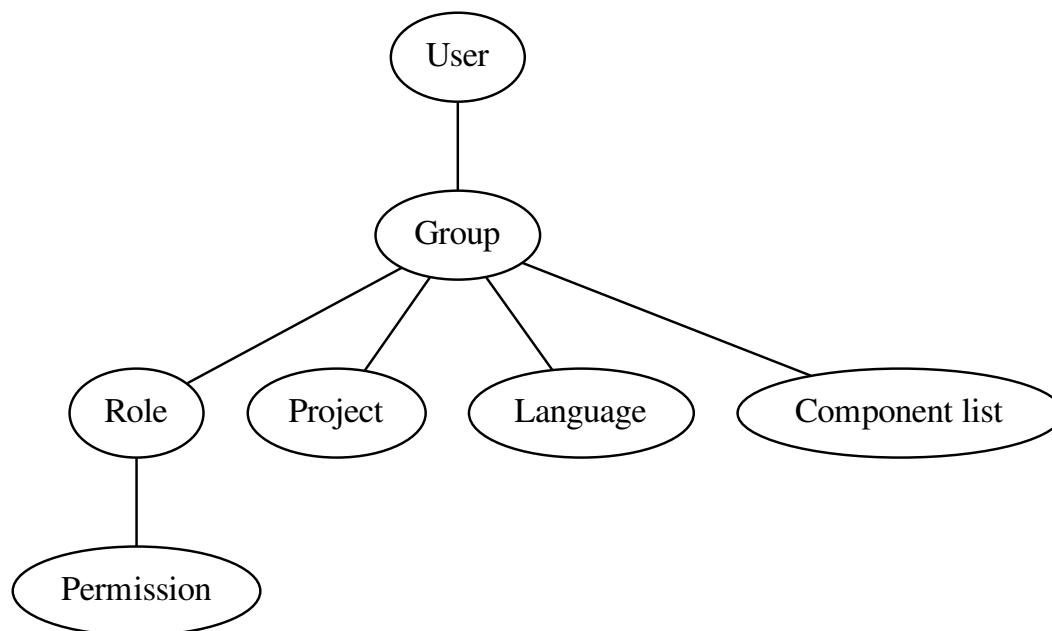 User
Group
Role
Project
Language
Component list
Permission